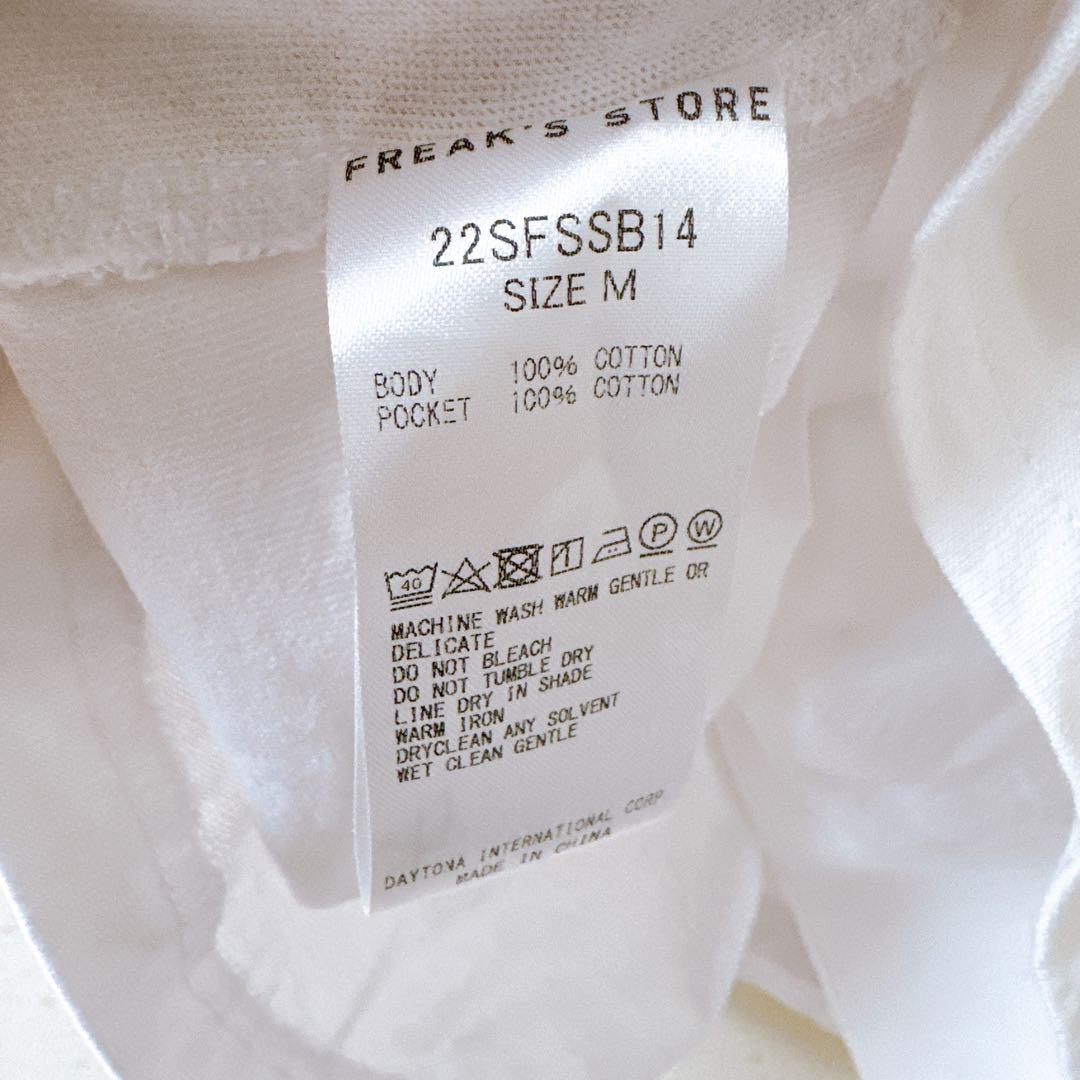 FREAK'S STORE
22SFSSB14
SIZE M
BODY 100% COTTON
POCKET 100% COTTON
40 P W
MACHINE WASH WARM GENTLE OR
DELICATE
DO NOT BLEACH
DO NOT TUMBLE DRY
LINE DRY IN SHADE
WARM IRON
DRYCLEAN ANY SOLVENT
WET CLEAN GENTLE
DAYTONA INTERNATIONAL CORP
MADE IN CHINA